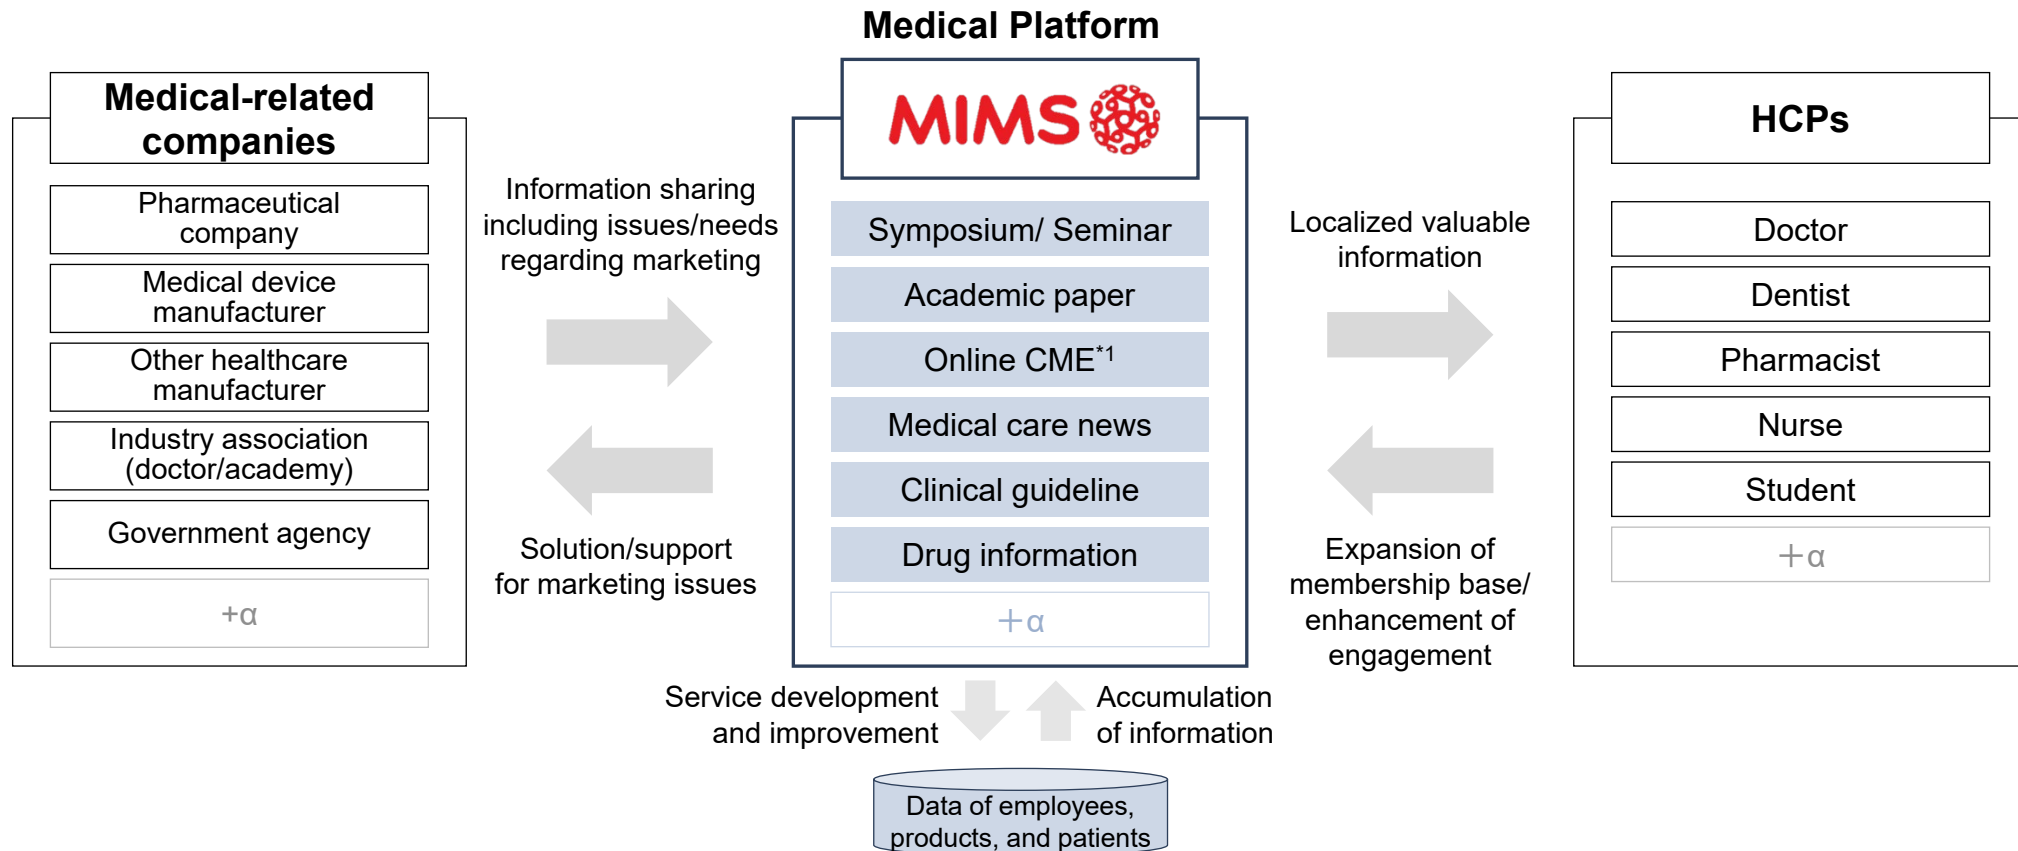 Medical Platform
Medical-related
companies
Pharmaceutical
company
Medical device
manufacturer
Other healthcare
manufacturer
Industry association
(doctor/academy)
Government agency
+α
Information sharing
including issues/needs
regarding marketing
Solution/support
for marketing issues
MIMS
Symposium/ Seminar
Academic paper
Online CME*1
Medical care news
Clinical guideline
Drug information
+α
Localized valuable
information
Expansion of
membership base/
enhancement of
engagement
HCPs
Doctor
Dentist
Pharmacist
Nurse
Student
+α
Service development
and improvement
Accumulation
of information
Data of employees,
products, and patients